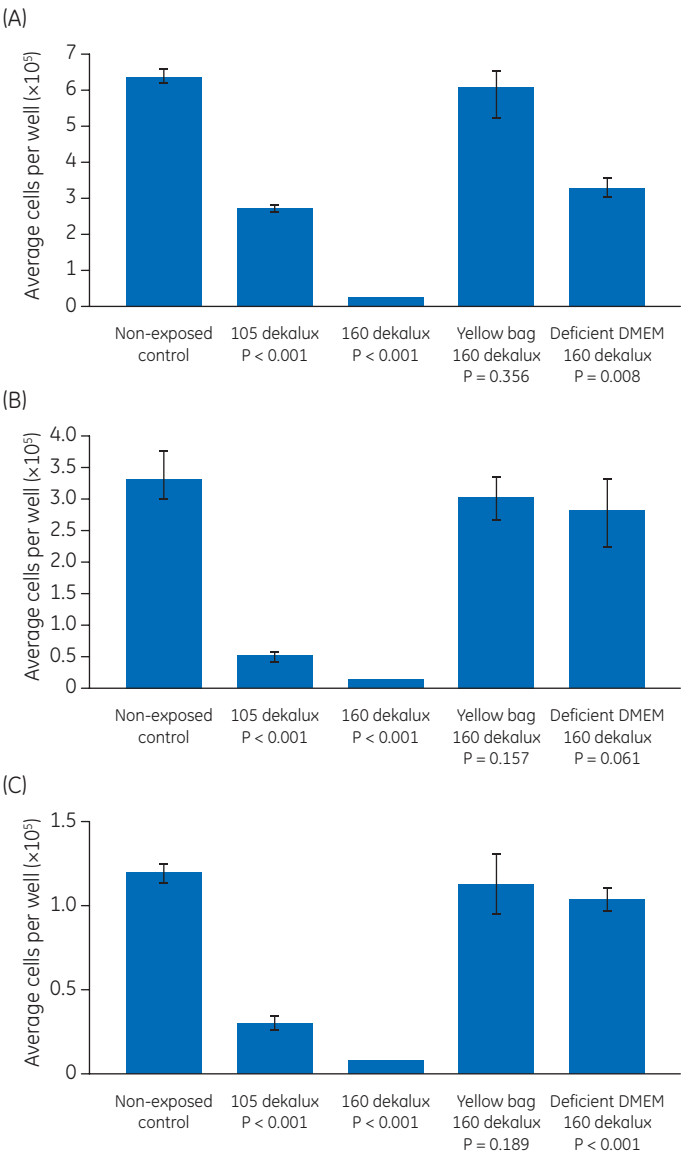 (A)
Average cells per well (×10⁵)
7
6
5
4
3
2
1
0
Non-exposed control
105 dekalux P < 0.001
160 dekalux P < 0.001
Yellow bag 160 dekalux P = 0.356
Deficient DMEM 160 dekalux P = 0.008
(B)
Average cells per well (×10⁵)
4.0
3.5
3.0
2.5
2.0
1.5
1.0
0.5
0
Non-exposed control
105 dekalux P < 0.001
160 dekalux P < 0.001
Yellow bag 160 dekalux P = 0.157
Deficient DMEM 160 dekalux P = 0.061
(C)
Average cells per well (×10⁵)
1.5
1.0
0.5
0
Non-exposed control
105 dekalux P < 0.001
160 dekalux P < 0.001
Yellow bag 160 dekalux P = 0.189
Deficient DMEM 160 dekalux P < 0.001